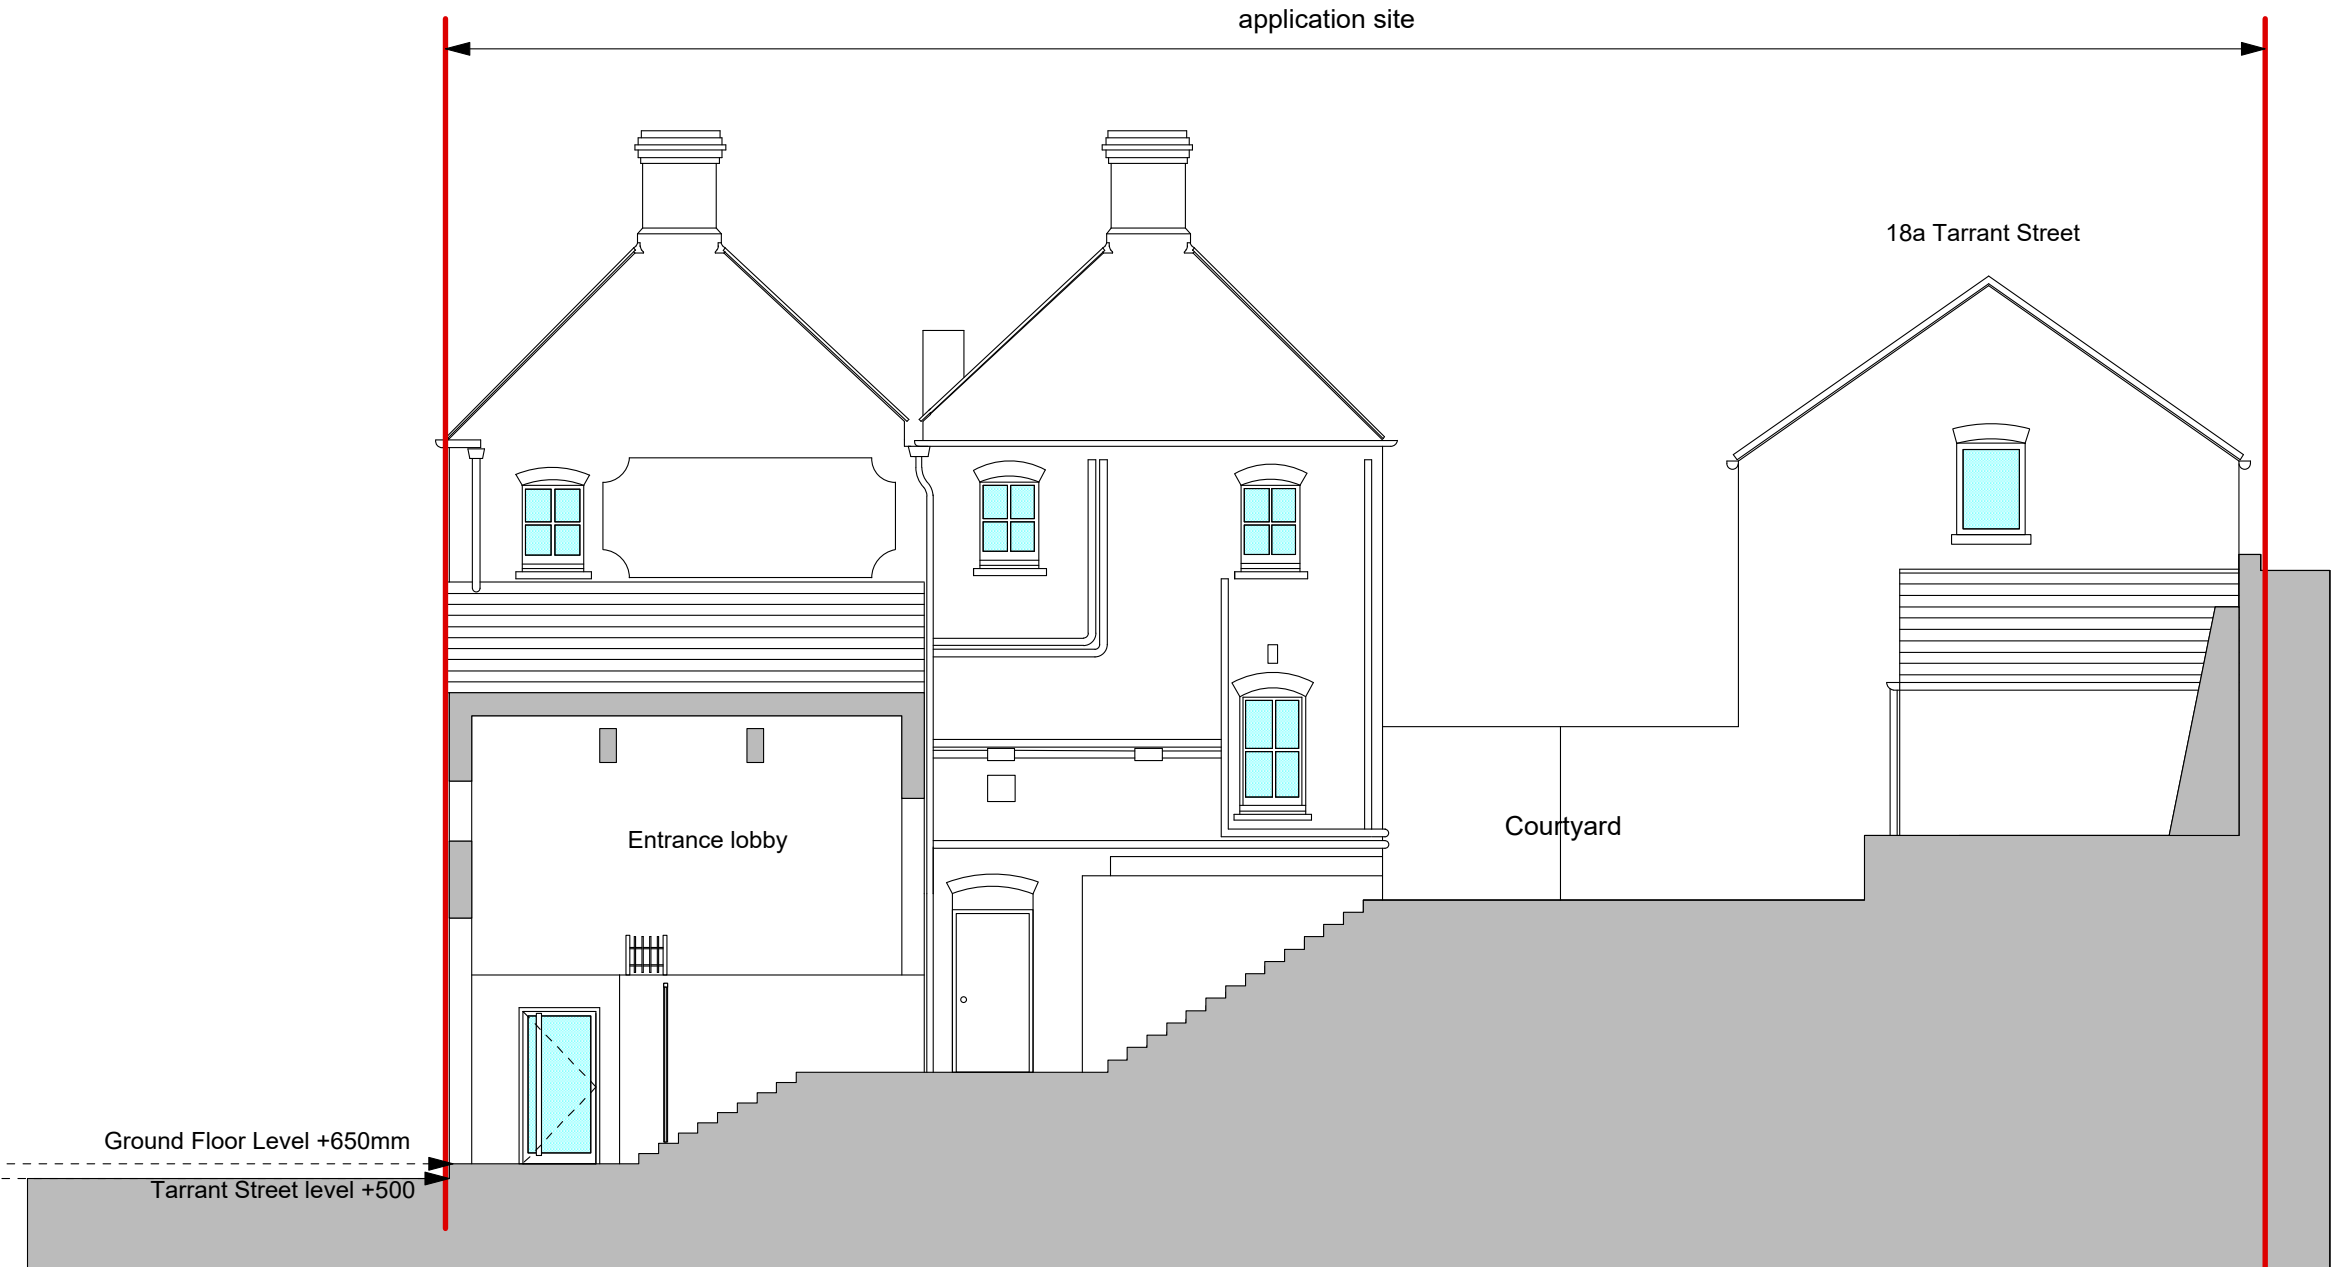 application site
18a Tarrant Street
Entrance lobby
Courtyard
Ground Floor Level +650mm
Tarrant Street level +500